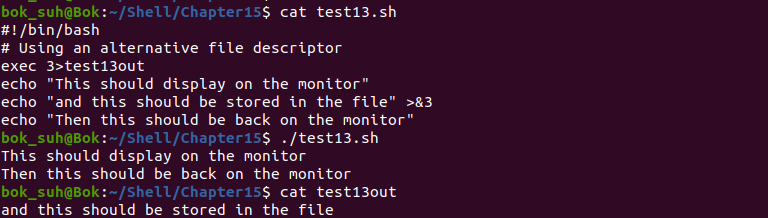 bok_suh@Bok:~/Shell/Chapter15$ cat test13.sh
#!/bin/bash
# Using an alternative file descriptor
exec 3>test13out
echo "This should display on the monitor"
echo "and this should be stored in the file" >&3
echo "Then this should be back on the monitor"
bok_suh@Bok:~/Shell/Chapter15$ ./test13.sh
This should display on the monitor
Then this should be back on the monitor
bok_suh@Bok:~/Shell/Chapter15$ cat test13out
and this should be stored in the file